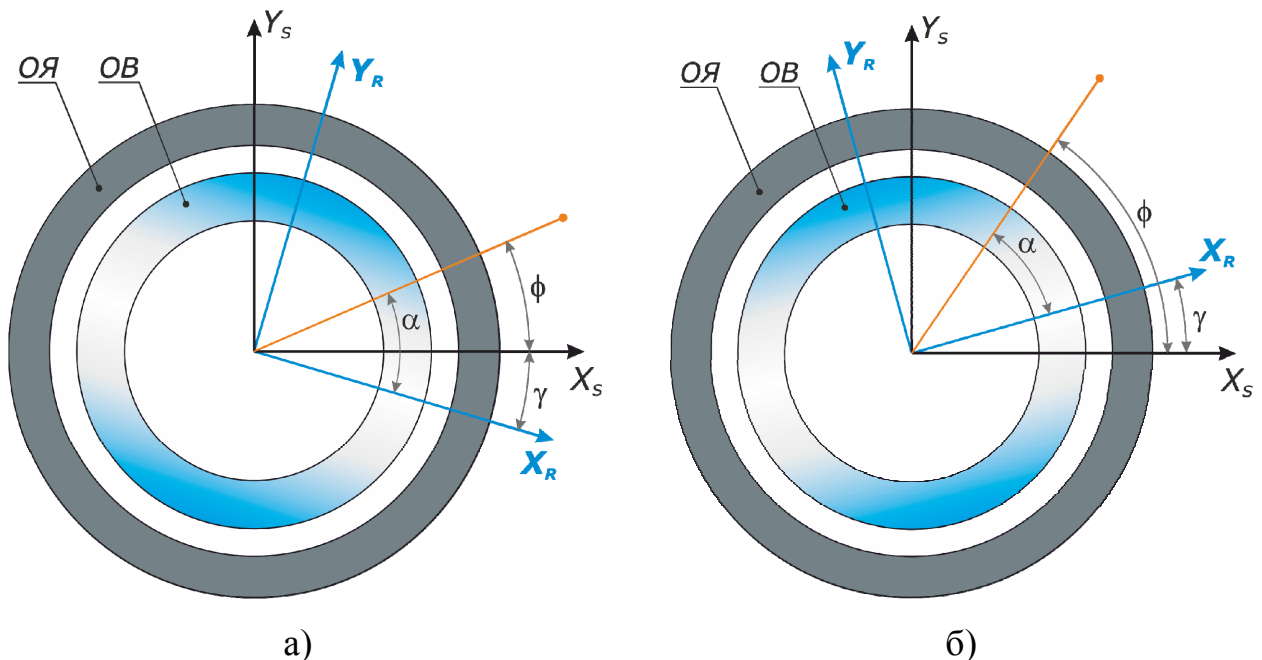 Y_S
Y_R
ОЯ
ОВ
ϕ
α
X_S
γ
X_R
а)
Y_S
Y_R
ОЯ
ОВ
ϕ
α
X_R
γ
X_S
б)